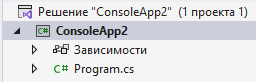 Решение "ConsoleApp2" (1 проекта 1)
C# ConsoleApp2
Зависимости
C# Program.cs